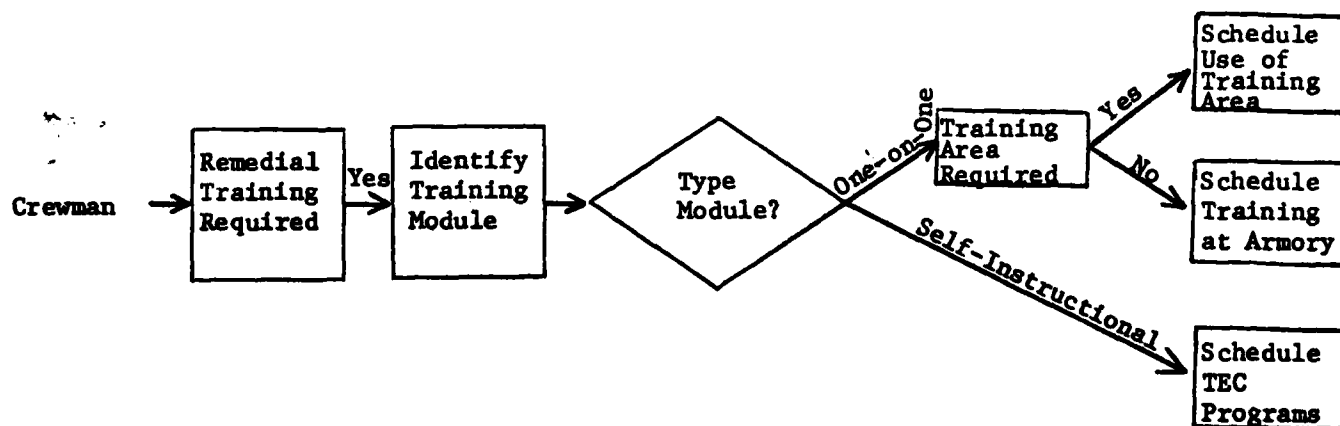 Crewman
Remedial
Training
Required
Yes
Identify
Training
Module
Type
Module?
One-on-One
Training
Area
Required
Yes
Schedule
Use of
Training
Area
No
Schedule
Training
at Armory
Self-Instructional
Schedule
TEC
Programs